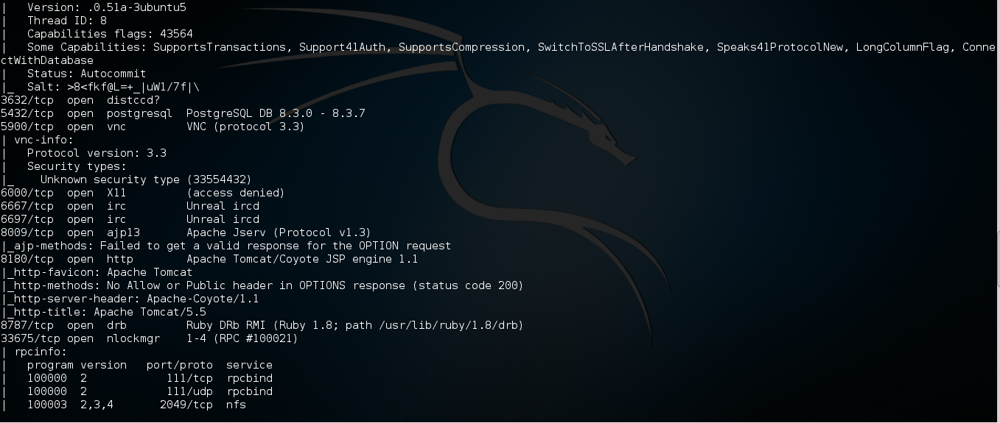 |   Version: .0.51a-3ubuntu5
|   Thread ID: 8
|   Capabilities flags: 43564
|   Some Capabilities: SupportsTransactions, Support41Auth, SupportsCompression, SwitchToSSLAfterHandshake, Speaks41ProtocolNew, LongColumnFlag, Conne
ctWithDatabase
|   Status: Autocommit
|_  Salt: >8<fkf@L=+_|uW1/7f|\
3632/tcp  open  distccd?
5432/tcp  open  postgresql  PostgreSQL DB 8.3.0 - 8.3.7
5900/tcp  open  vnc         VNC (protocol 3.3)
| vnc-info:
|   Protocol version: 3.3
|   Security types:
|_    Unknown security type (33554432)
6000/tcp  open  X11         (access denied)
6667/tcp  open  irc         Unreal ircd
6697/tcp  open  irc         Unreal ircd
8009/tcp  open  ajp13       Apache Jserv (Protocol v1.3)
|_ajp-methods: Failed to get a valid response for the OPTION request
8180/tcp  open  http        Apache Tomcat/Coyote JSP engine 1.1
|_http-favicon: Apache Tomcat
|_http-methods: No Allow or Public header in OPTIONS response (status code 200)
|_http-server-header: Apache-Coyote/1.1
|_http-title: Apache Tomcat/5.5
8787/tcp  open  drb         Ruby DRb RMI (Ruby 1.8; path /usr/lib/ruby/1.8/drb)
33675/tcp open  nlockmgr    1-4 (RPC #100021)
| rpcinfo:
|   program version   port/proto  service
|   100000  2            111/tcp  rpcbind
|   100000  2            111/udp  rpcbind
|   100003  2,3,4       2049/tcp  nfs